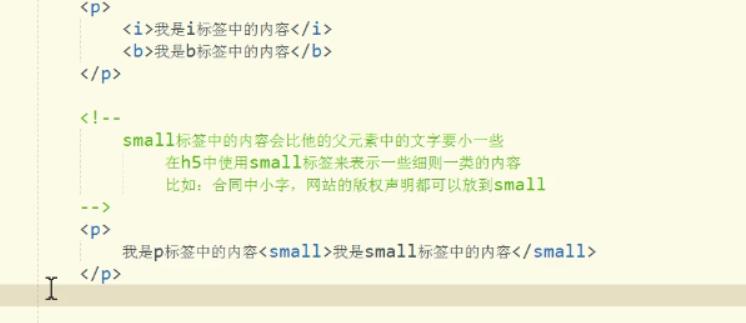 <p>
<i>我是i标签中的内容</i>
<b>我是b标签中的内容</b>
</p>
<!--
small标签中的内容会比他的父元素中的文字要小一些
在h5中使用small标签来表示一些细则一类的内容
比如：合同中小字，网站的版权声明都可以放到small
-->
<p>
我是p标签中的内容<small>我是small标签中的内容</small>
</p>